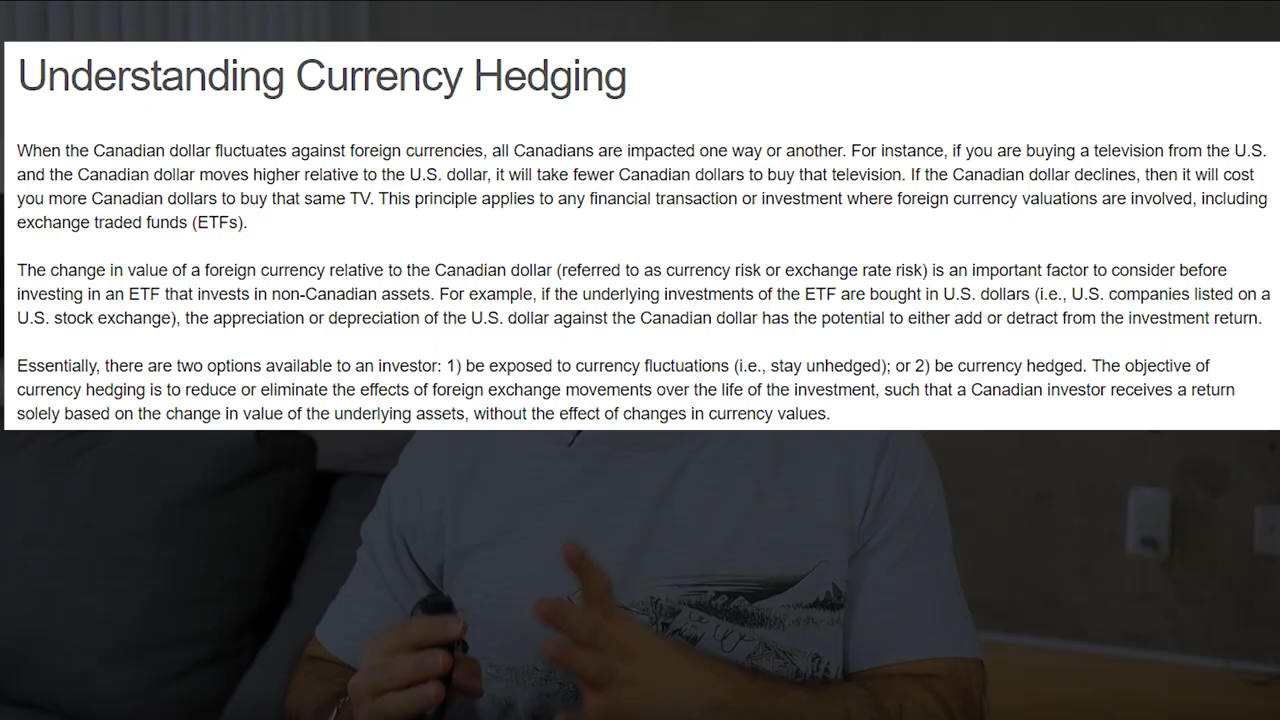 Understanding Currency Hedging
When the Canadian dollar fluctuates against foreign currencies, all Canadians are impacted one way or another. For instance, if you are buying a television from the U.S.
and the Canadian dollar moves higher relative to the U.S. dollar, it will take fewer Canadian dollars to buy that television. If the Canadian dollar declines, then it will cost
you more Canadian dollars to buy that same TV. This principle applies to any financial transaction or investment where foreign currency valuations are involved, including
exchange traded funds (ETFs).
The change in value of a foreign currency relative to the Canadian dollar (referred to as currency risk or exchange rate risk) is an important factor to consider before
investing in an ETF that invests in non-Canadian assets. For example, if the underlying investments of the ETF are bought in U.S. dollars (i.e., U.S. companies listed on a
U.S. stock exchange), the appreciation or depreciation of the U.S. dollar against the Canadian dollar has the potential to either add or detract from the investment return.
Essentially, there are two options available to an investor: 1) be exposed to currency fluctuations (i.e., stay unhedged); or 2) be currency hedged. The objective of
currency hedging is to reduce or eliminate the effects of foreign exchange movements over the life of the investment, such that a Canadian investor receives a return
solely based on the change in value of the underlying assets, without the effect of changes in currency values.